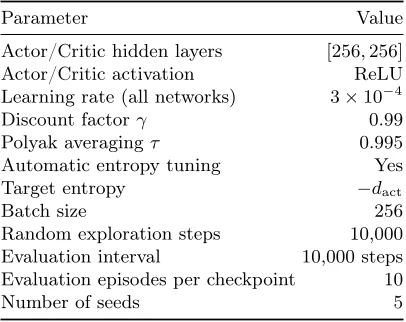 Parameter Value
Actor/Critic hidden layers [256, 256]
Actor/Critic activation ReLU
Learning rate (all networks) 3 × 10⁻⁴
Discount factor γ 0.99
Polyak averaging τ 0.995
Automatic entropy tuning Yes
Target entropy −d_act
Batch size 256
Random exploration steps 10,000
Evaluation interval 10,000 steps
Evaluation episodes per checkpoint 10
Number of seeds 5